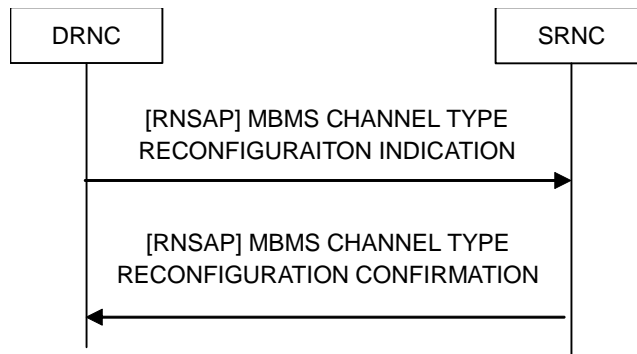 DRNC
SRNC
[RNSAP] MBMS CHANNEL TYPE
RECONFIGURAITON INDICATION
[RNSAP] MBMS CHANNEL TYPE
RECONFIGURATION CONFIRMATION